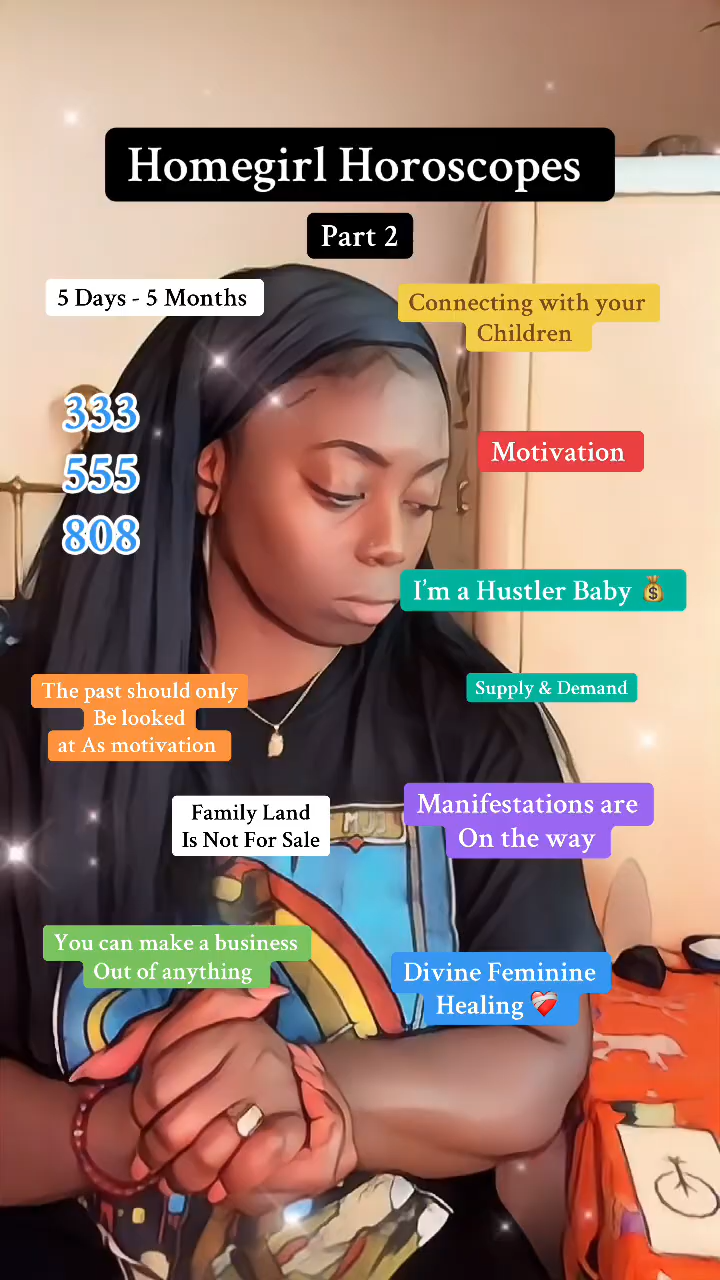 Homegirl Horoscopes
Part 2
5 Days - 5 Months
Connecting with your
Children
333
555
808
Motivation
I'm a Hustler Baby 💰
The past should only
Be looked
at As motivation
Supply & Demand
Family Land
Is Not For Sale
Manifestations are
On the way
You can make a business
Out of anything
Divine Feminine
Healing ❤️‍🩹